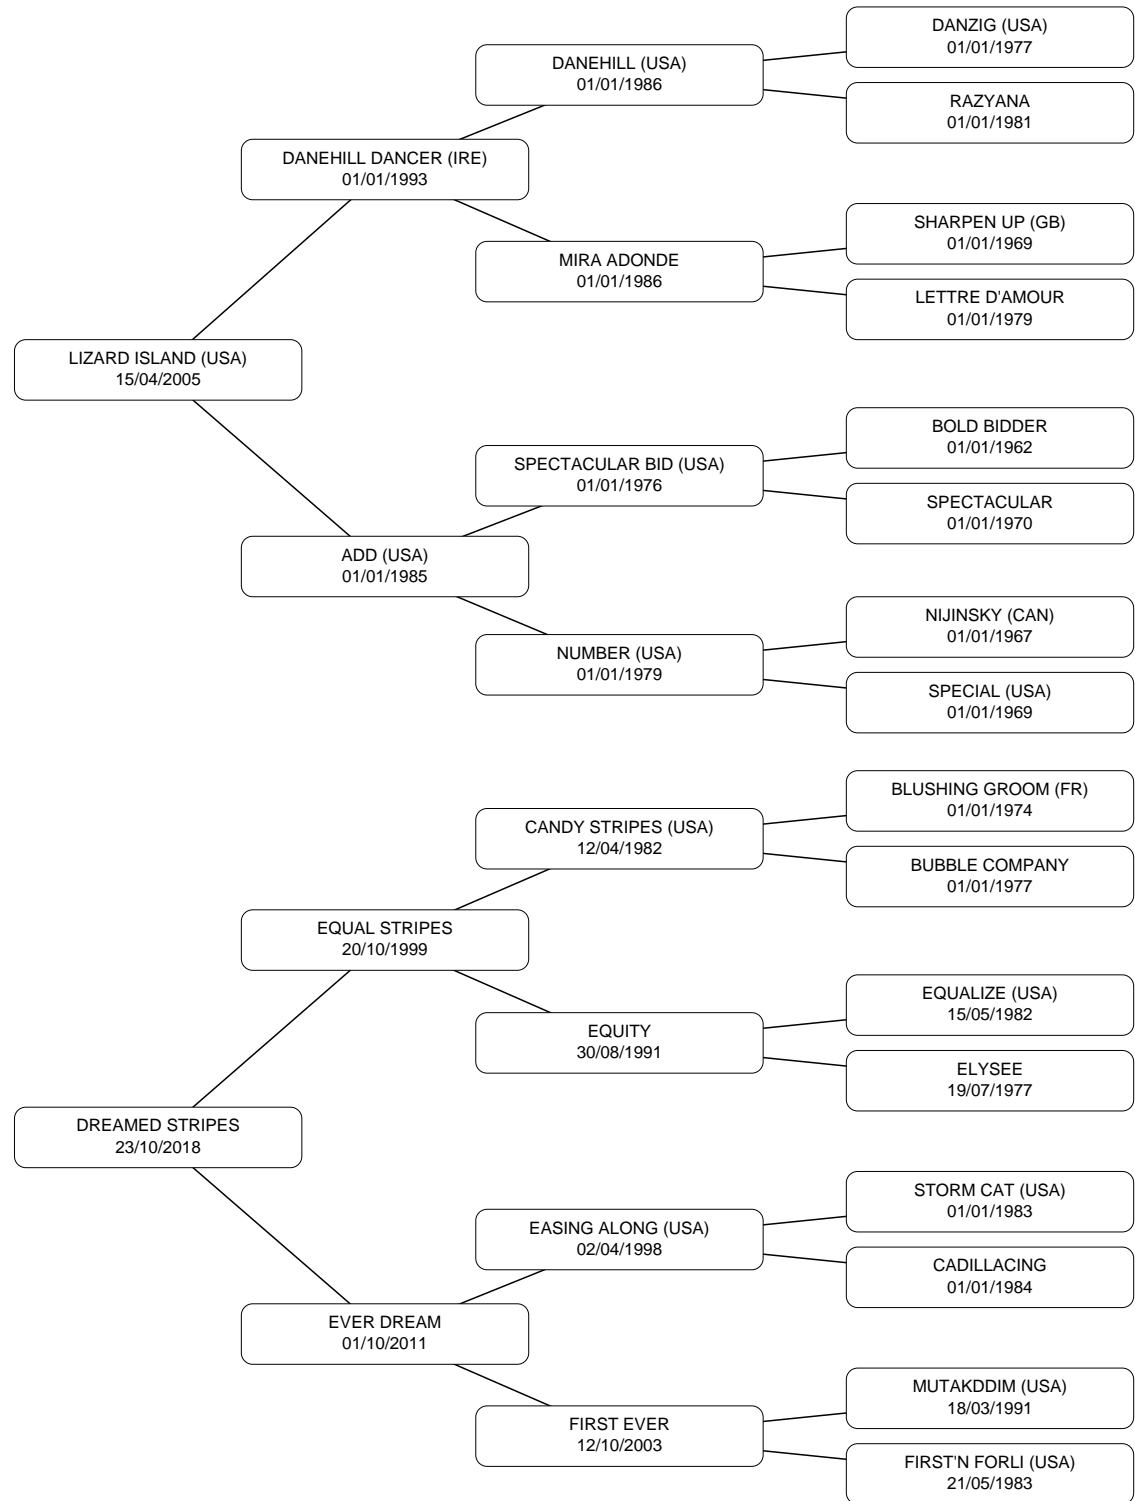 DANZIG (USA)
01/01/1977
DANEHILL (USA)
01/01/1986
RAZYANA
01/01/1981
DANEHILL DANCER (IRE)
01/01/1993
SHARPEN UP (GB)
01/01/1969
MIRA ADONDE
01/01/1986
LETTRE D'AMOUR
01/01/1979
LIZARD ISLAND (USA)
15/04/2005
BOLD BIDDER
01/01/1962
SPECTACULAR BID (USA)
01/01/1976
SPECTACULAR
01/01/1970
ADD (USA)
01/01/1985
NIJINSKY (CAN)
01/01/1967
NUMBER (USA)
01/01/1979
SPECIAL (USA)
01/01/1969
BLUSHING GROOM (FR)
01/01/1974
CANDY STRIPES (USA)
12/04/1982
BUBBLE COMPANY
01/01/1977
EQUAL STRIPES
20/10/1999
EQUALIZE (USA)
15/05/1982
EQUITY
30/08/1991
ELYSEE
19/07/1977
DREAMED STRIPES
23/10/2018
STORM CAT (USA)
01/01/1983
EASING ALONG (USA)
02/04/1998
CADILLACING
01/01/1984
EVER DREAM
01/10/2011
MUTAKDDIM (USA)
18/03/1991
FIRST EVER
12/10/2003
FIRST'N FORLI (USA)
21/05/1983